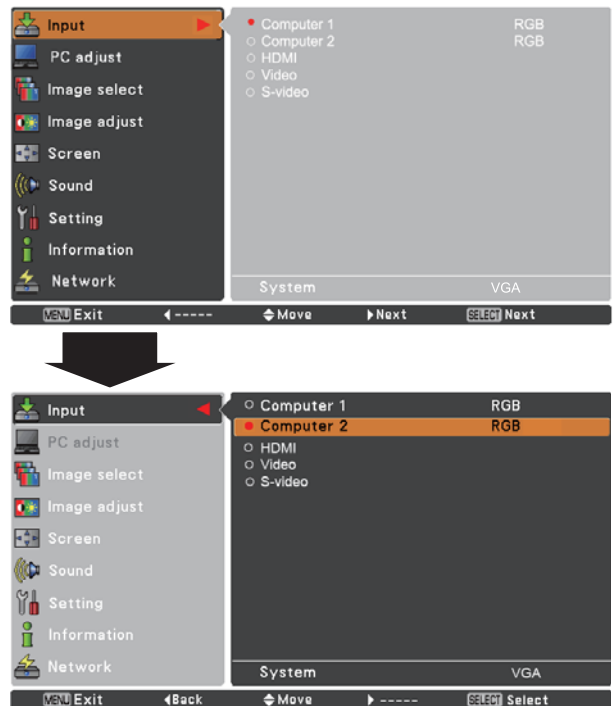 Input
PC adjust
Image select
Image adjust
Screen
Sound
Setting
Information
Network
Computer 1 RGB
Computer 2 RGB
HDMI
Video
S-video
System VGA
MENU Exit ----- Move Next SELECT Next
Input
PC adjust
Image select
Image adjust
Screen
Sound
Setting
Information
Network
Computer 1 RGB
Computer 2 RGB
HDMI
Video
S-video
System VGA
MENU Exit Back Move ----- SELECT Select